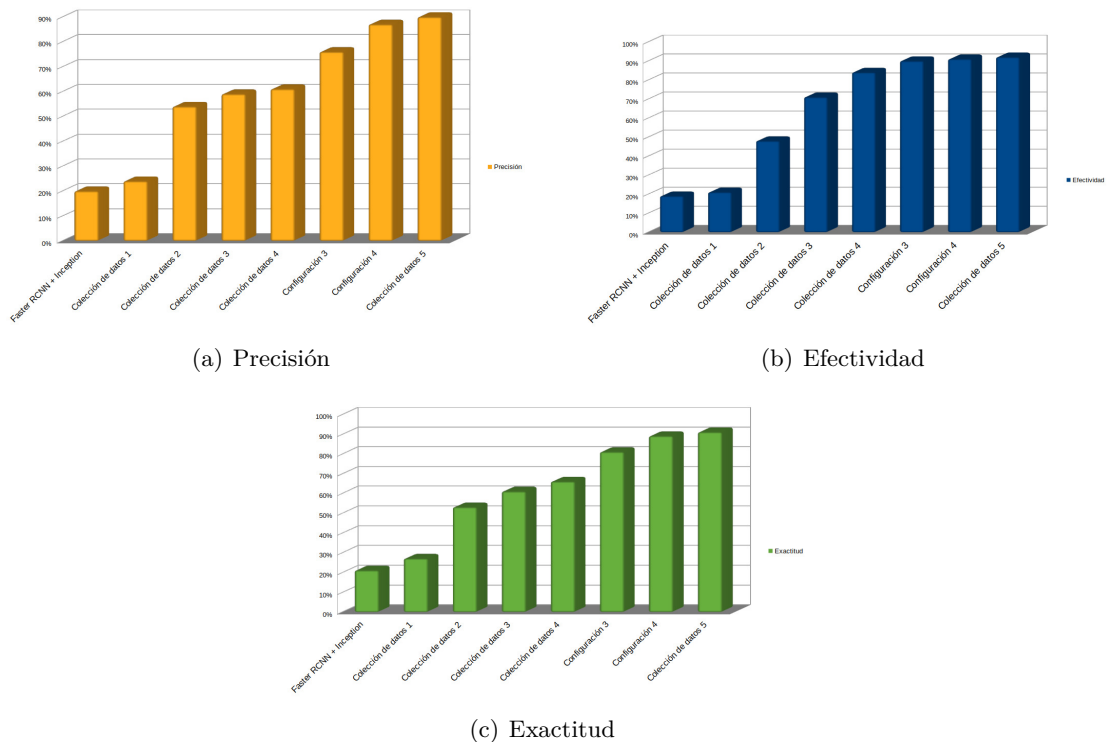 90%
80%
70%
60%
50%
40%
30%
20%
10%
0%
Faster RCNN + Inception
Colección de datos 1
Colección de datos 2
Colección de datos 3
Colección de datos 4
Configuración 3
Configuración 4
Colección de datos 5
Precisión
(a) Precisión
100%
90%
80%
70%
60%
50%
40%
30%
20%
10%
0%
Faster RCNN + Inception
Colección de datos 1
Colección de datos 2
Colección de datos 3
Colección de datos 4
Configuración 3
Configuración 4
Colección de datos 5
Efectividad
(b) Efectividad
100%
90%
80%
70%
60%
50%
40%
30%
20%
10%
0%
Faster RCNN + Inception
Colección de datos 1
Colección de datos 2
Colección de datos 3
Colección de datos 4
Configuración 3
Configuración 4
Colección de datos 5
Exactitud
(c) Exactitud